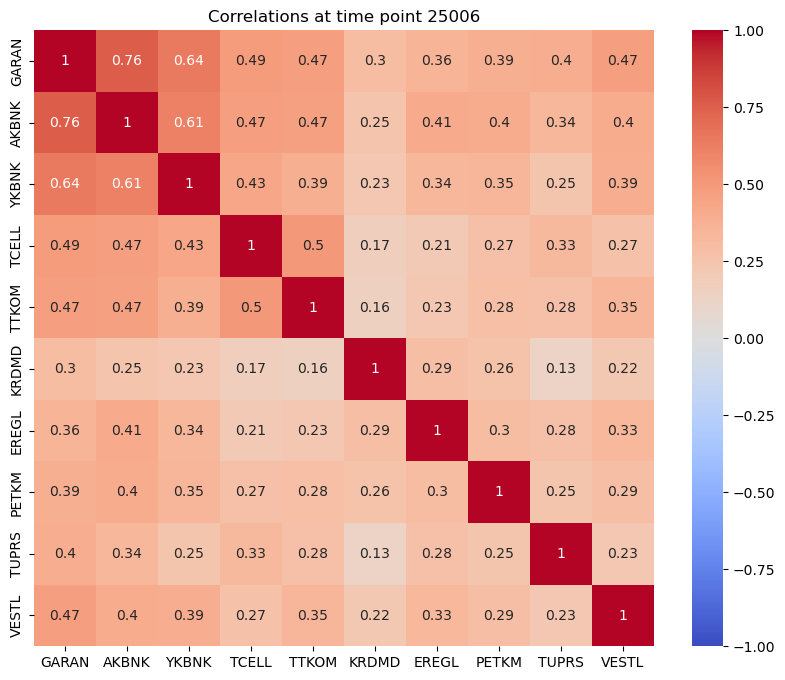 Correlations at time point 25006
GARAN 1 0.76 0.64 0.49 0.47 0.3 0.36 0.39 0.4 0.47
AKBNK 0.76 1 0.61 0.47 0.47 0.25 0.41 0.4 0.34 0.4
YKBNK 0.64 0.61 1 0.43 0.39 0.23 0.34 0.35 0.25 0.39
TCELL 0.49 0.47 0.43 1 0.5 0.17 0.21 0.27 0.33 0.27
TTKOM 0.47 0.47 0.39 0.5 1 0.16 0.23 0.28 0.28 0.35
KRDMD 0.3 0.25 0.23 0.17 0.16 1 0.29 0.26 0.13 0.22
EREGL 0.36 0.41 0.34 0.21 0.23 0.29 1 0.3 0.28 0.33
PETKM 0.39 0.4 0.35 0.27 0.28 0.26 0.3 1 0.25 0.29
TUPRS 0.4 0.34 0.25 0.33 0.28 0.13 0.28 0.25 1 0.23
VESTL 0.47 0.4 0.39 0.27 0.35 0.22 0.33 0.29 0.23 1
GARAN AKBNK YKBNK TCELL TTKOM KRDMD EREGL PETKM TUPRS VESTL
1.00
0.75
0.50
0.25
0.00
−0.25
−0.50
−0.75
−1.00